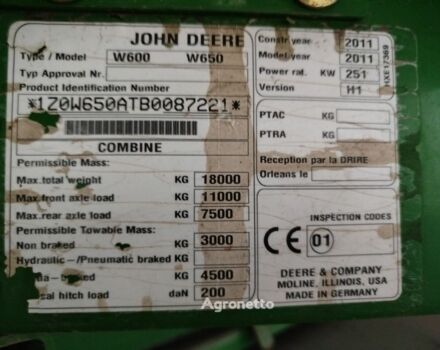 JOHN DEERE
Type / Model W600 W650
Typ Approval Nr.
Product Identification Number
*1Z0W650ATB0087221*
COMBINE
Permissible Mass:
Max.total weight KG 18000
Max.front axle load KG 11000
Max.rear axle load KG 7500
Permissible Towable Mass:
Non braked KG 3000
Hydraulic-/Pneumatic braked KG
braked KG 4500
hitch load daN 200
Constr.year 2011
Model-year 2011
Power rat. KW 251
Version H1
HXE17369
PTAC KG
PTRA KG
Reception par la DRIRE
Orleans le
INSPECTION CODES
CE 01
DEERE & COMPANY
MOLINE, ILLINOIS, USA
MADE IN GERMANY
Agronetto